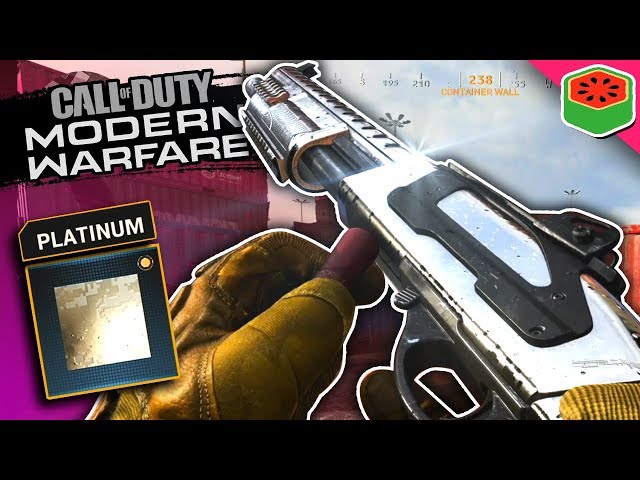 CALL OF DUTY
MODERN
WARFARE
PLATINUM
195
210
238
CONTAINER WALL